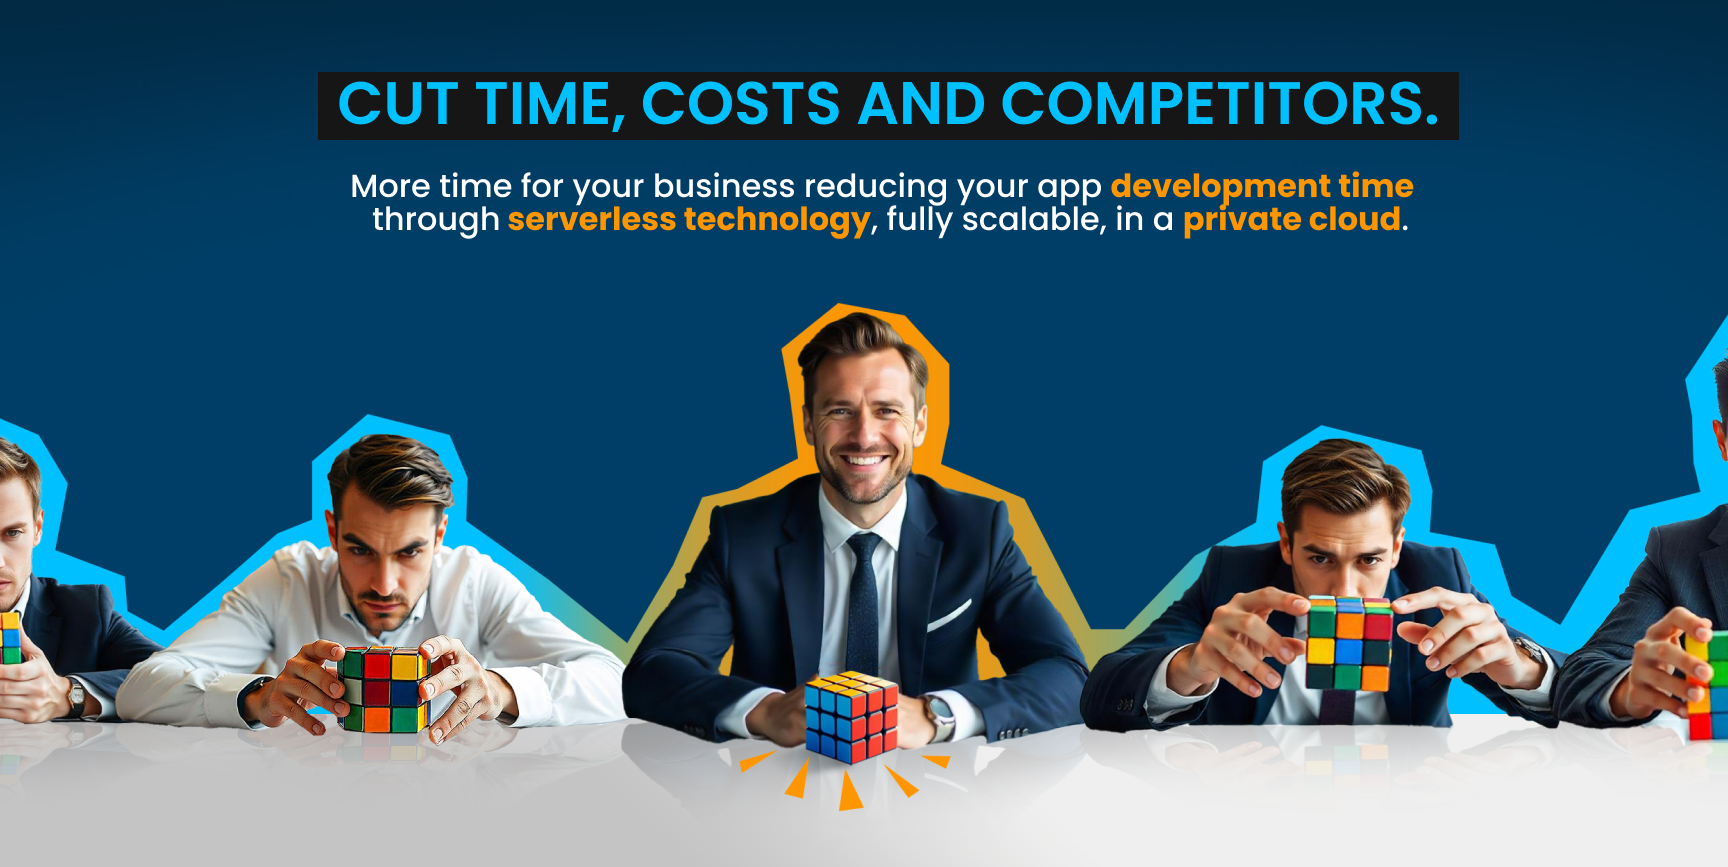 CUT TIME, COSTS AND COMPETITORS.
More time for your business reducing your app development time
through serverless technology, fully scalable, in a private cloud.